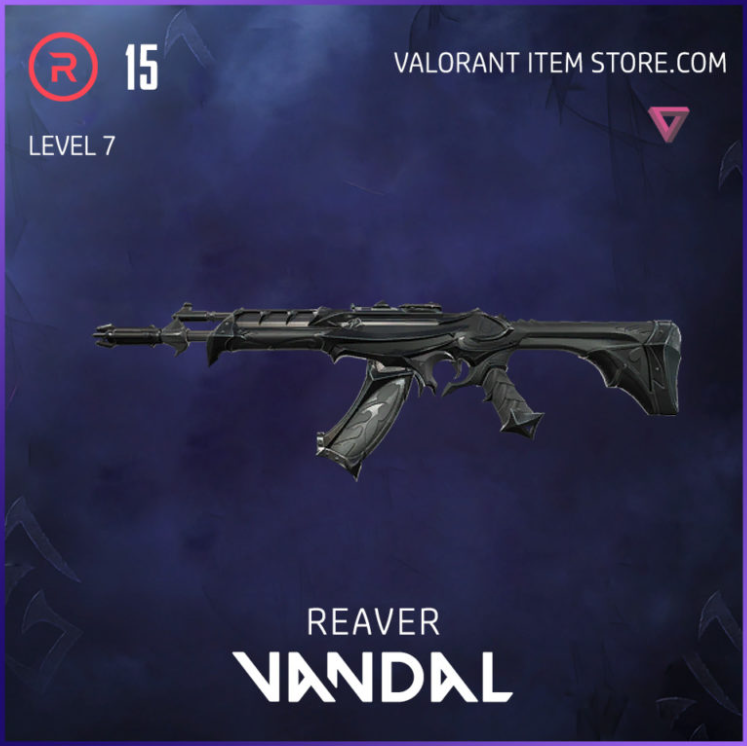 R 15
VALORANT ITEM STORE.COM
LEVEL 7
REAVER
VANDAL